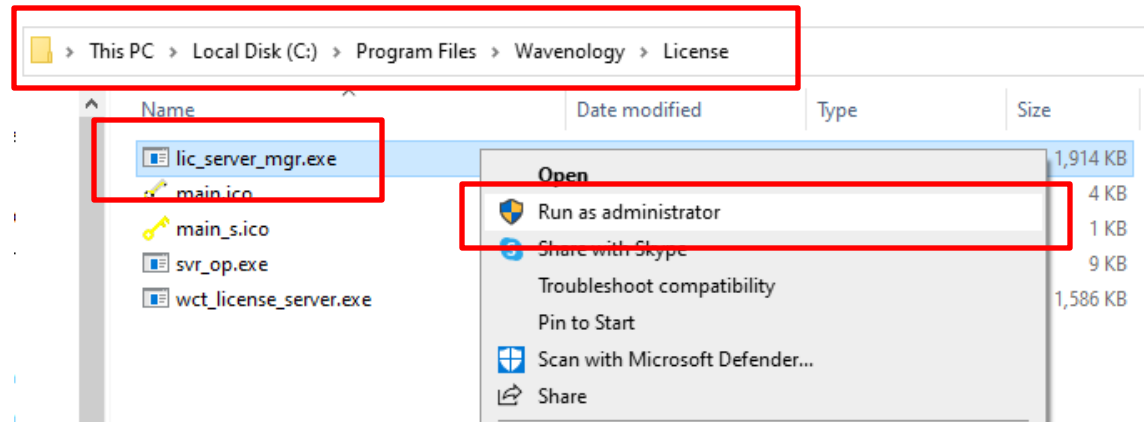 This PC > Local Disk (C:) > Program Files > Wavenology > License
Name Date modified Type Size
lic_server_mgr.exe 1,914 KB
Open
main.ico 4 KB
Run as administrator
main_s.ico 1 KB
Share with Skype
svr_op.exe 9 KB
Troubleshoot compatibility
wct_license_server.exe 1,586 KB
Pin to Start
Scan with Microsoft Defender...
Share